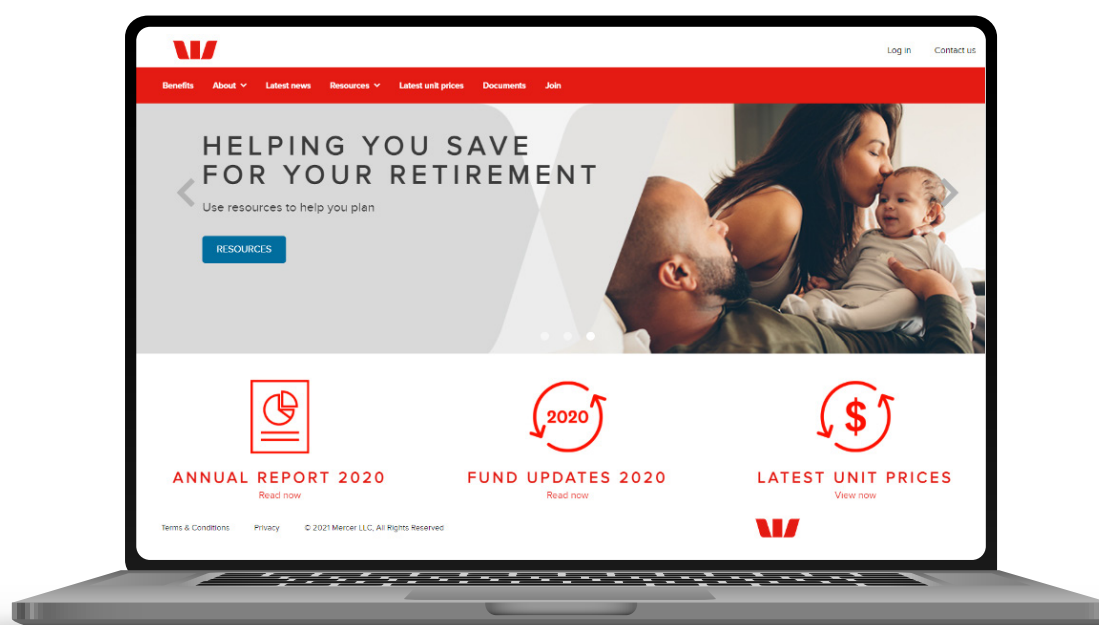 Log in Contact us
Benefits About Latest news Resources Latest unit prices Documents Join
HELPING YOU SAVE
FOR YOUR RETIREMENT
Use resources to help you plan
RESOURCES
2020
$
ANNUAL REPORT 2020
Read now
FUND UPDATES 2020
Read now
LATEST UNIT PRICES
View now
Terms & Conditions Privacy © 2021 Mercer LLC, All Rights Reserved